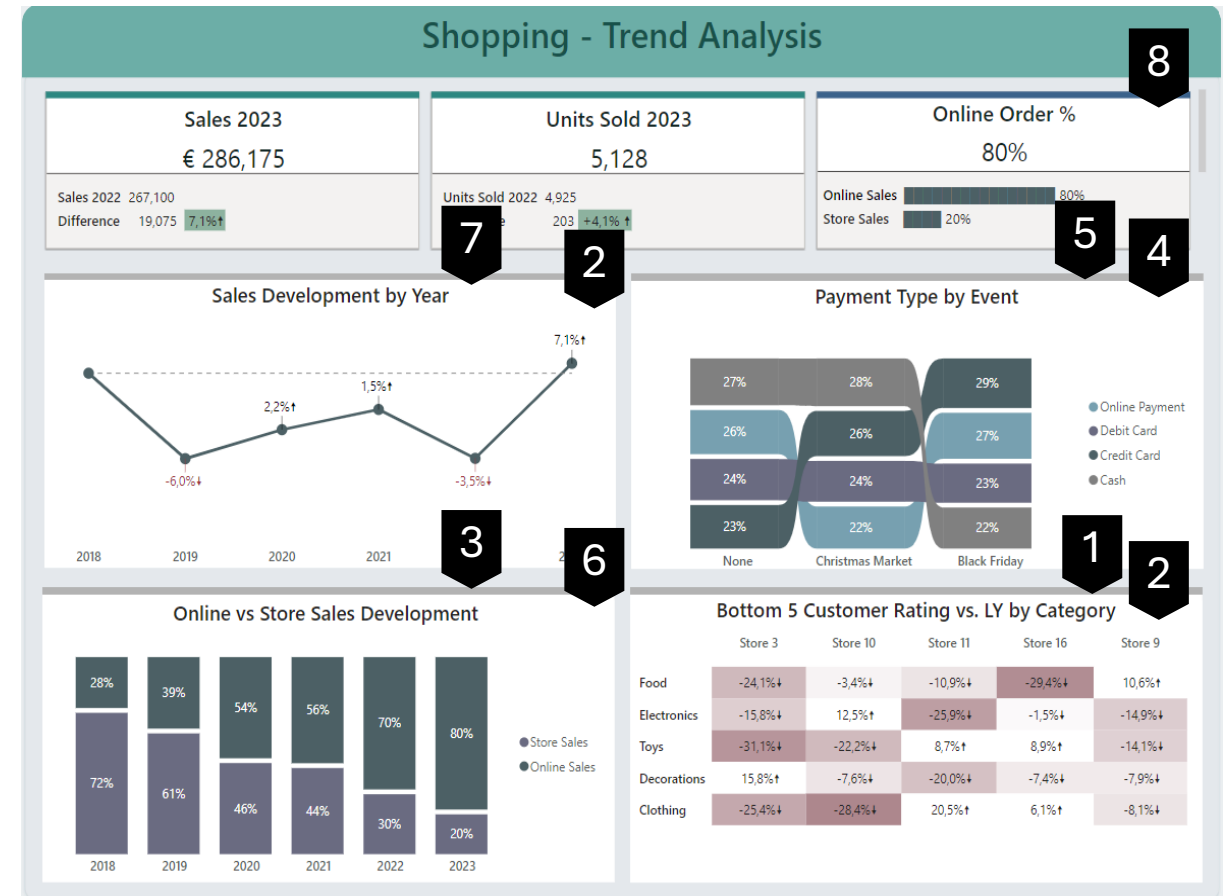 Shopping - Trend Analysis
8
Sales 2023
€ 286,175
Sales 2022 267,100
Difference 19,075 7,1%↑
Units Sold 2023
5,128
Units Sold 2022 4,925
203 +4,1% ↑
Online Order %
80%
Online Sales 80%
Store Sales 20%
7
2
5
4
Sales Development by Year
7,1%↑
1,5%↑
2,2%↑
-6,0%↓
-3,5%↓
2018 2019 2020 2021
Payment Type by Event
27% 28% 29%
26% 26% 27%
24% 24% 23%
23% 22% 22%
None Christmas Market Black Friday
Online Payment
Debit Card
Credit Card
Cash
3
6
1
2
Online vs Store Sales Development
28% 39% 54% 56% 70% 80%
72% 61% 46% 44% 30% 20%
2018 2019 2020 2021 2022 2023
Store Sales
Online Sales
Bottom 5 Customer Rating vs. LY by Category
Store 3 Store 10 Store 11 Store 16 Store 9
Food -24,1%↓ -3,4%↓ -10,9%↓ -29,4%↓ 10,6%↑
Electronics -15,8%↓ 12,5%↑ -25,9%↓ -1,5%↓ -14,9%↓
Toys -31,1%↓ -22,2%↓ 8,7%↑ 8,9%↑ -14,1%↓
Decorations 15,8%↑ -7,6%↓ -20,0%↓ -7,4%↓ -7,9%↓
Clothing -25,4%↓ -28,4%↓ 20,5%↑ 6,1%↑ -8,1%↓